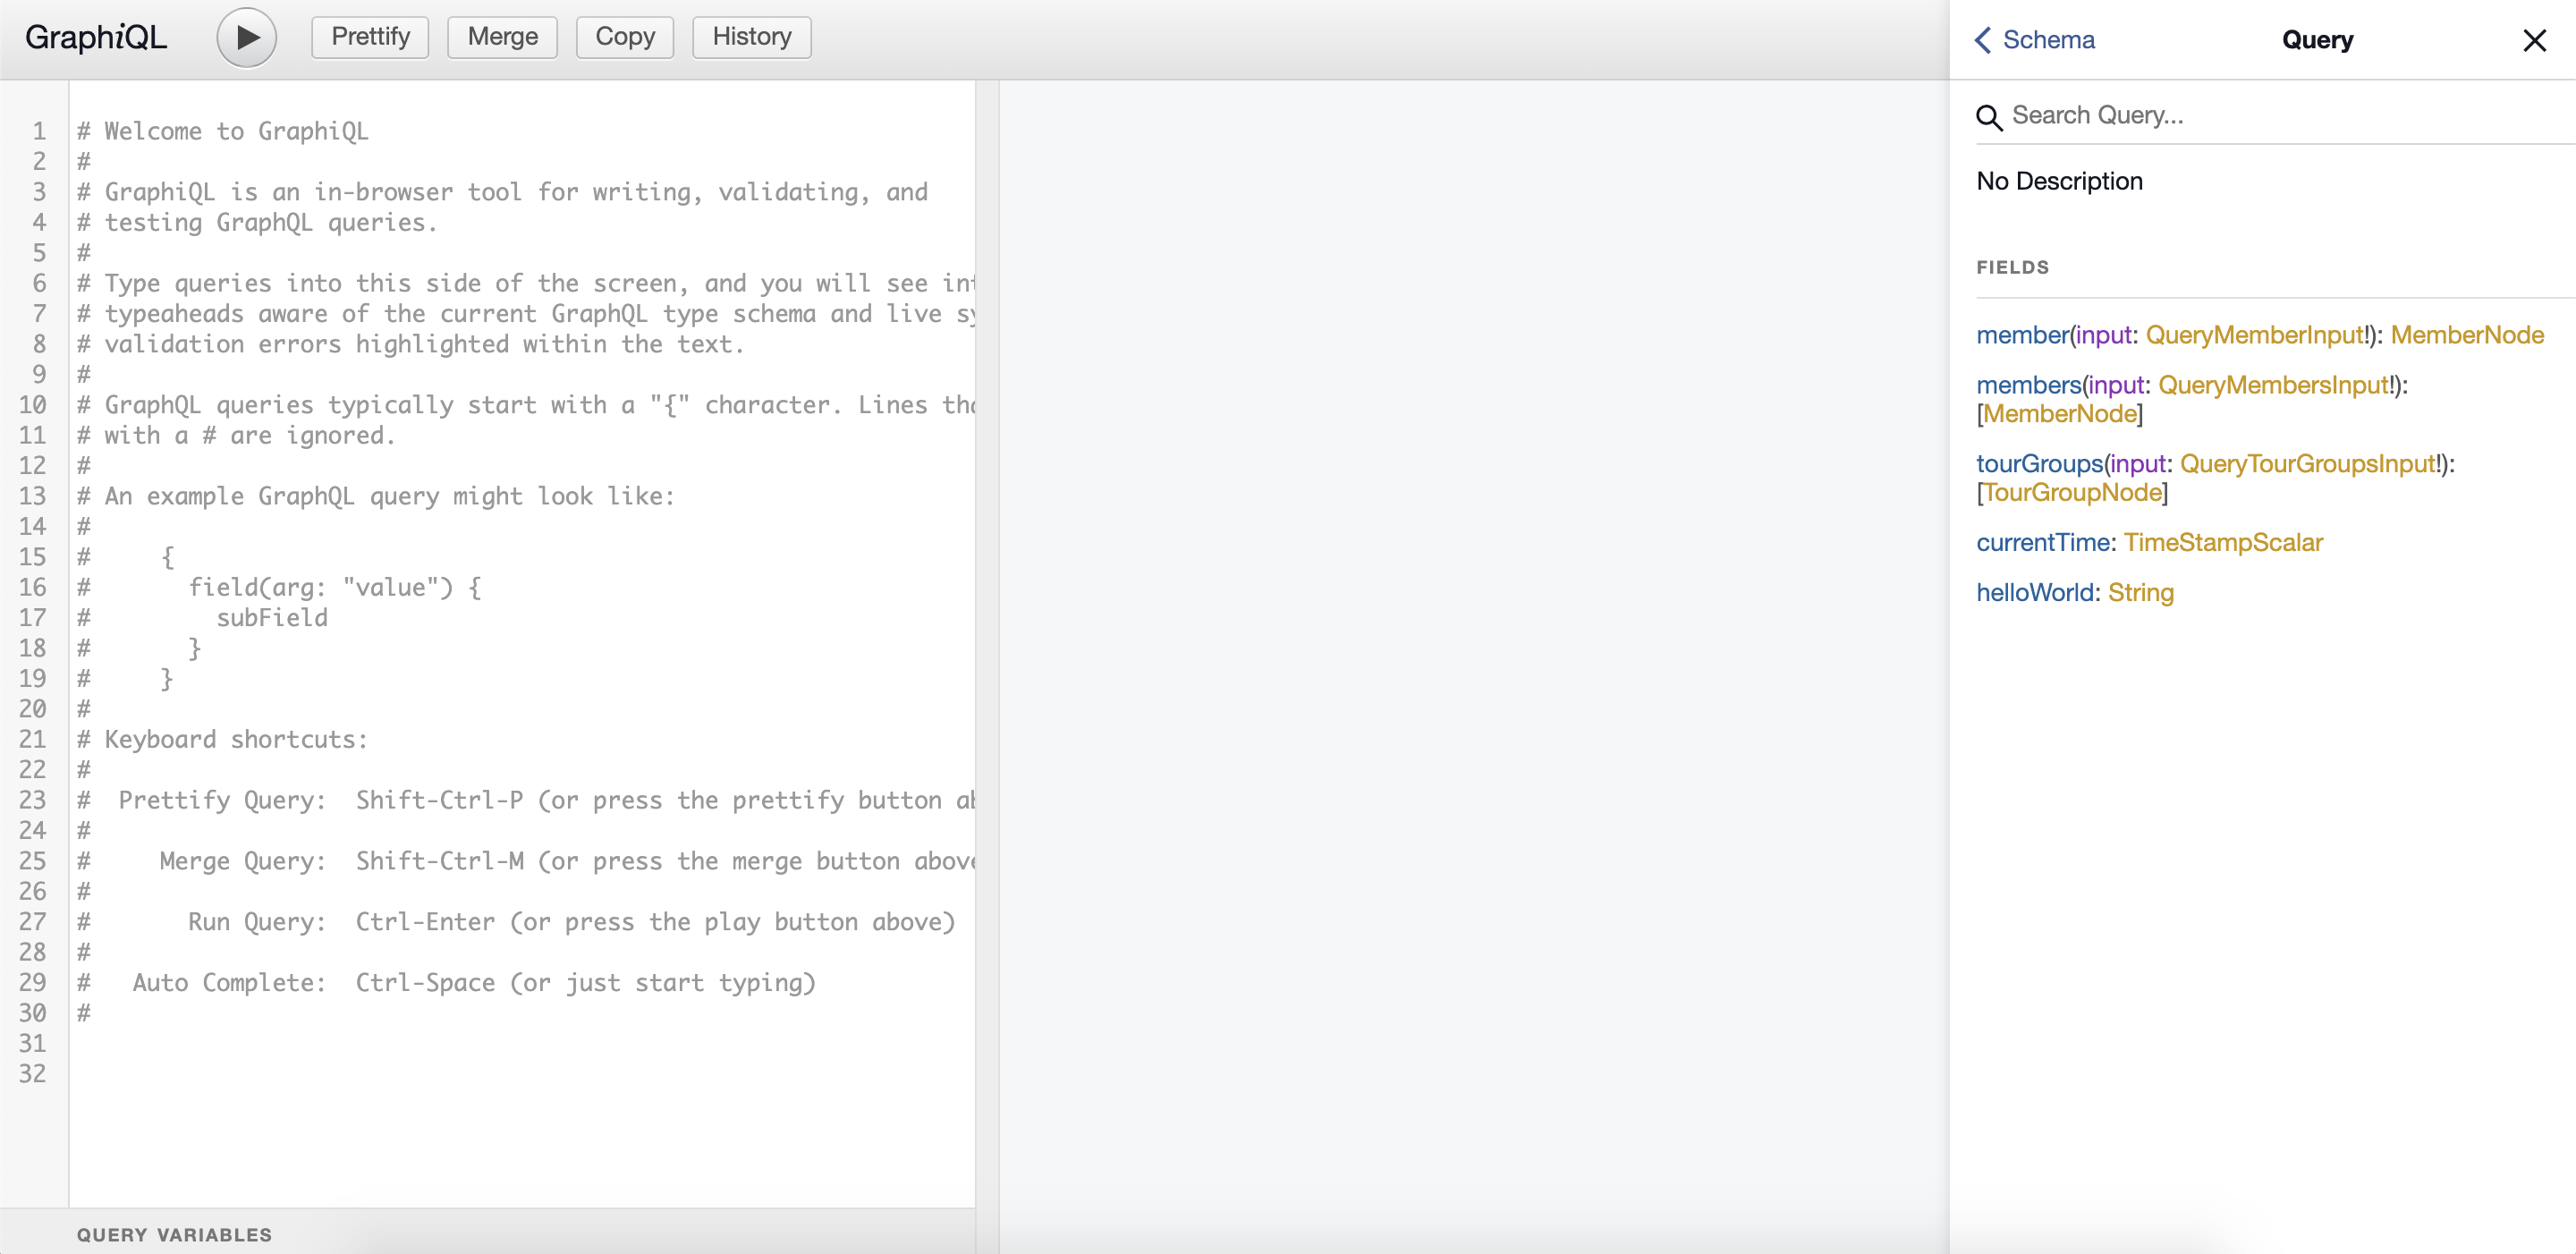 GraphiQL
Prettify
Merge
Copy
History
1 # Welcome to GraphiQL
2 #
3 # GraphiQL is an in-browser tool for writing, validating, and
4 # testing GraphQL queries.
5 #
6 # Type queries into this side of the screen, and you will see
7 # typeaheads aware of the current GraphQL type schema and live
8 # validation errors highlighted within the text.
9 #
10 # GraphQL queries typically start with a "{" character. Lines
11 # with a # are ignored.
12 #
13 # An example GraphQL query might look like:
14 #
15 #     {
16 #       field(arg: "value") {
17 #         subField
18 #       }
19 #     }
20 #
21 # Keyboard shortcuts:
22 #
23 #  Prettify Query:  Shift-Ctrl-P (or press the prettify button
24 #
25 #     Merge Query:  Shift-Ctrl-M (or press the merge button above
26 #
27 #       Run Query:  Ctrl-Enter (or press the play button above)
28 #
29 #   Auto Complete:  Ctrl-Space (or just start typing)
30 #
31
32
QUERY VARIABLES
Schema
Query
Search Query...
No Description
FIELDS
member(input: QueryMemberInput!): MemberNode
members(input: QueryMembersInput!):
[MemberNode]
tourGroups(input: QueryTourGroupsInput!):
[TourGroupNode]
currentTime: TimeStampScalar
helloWorld: String